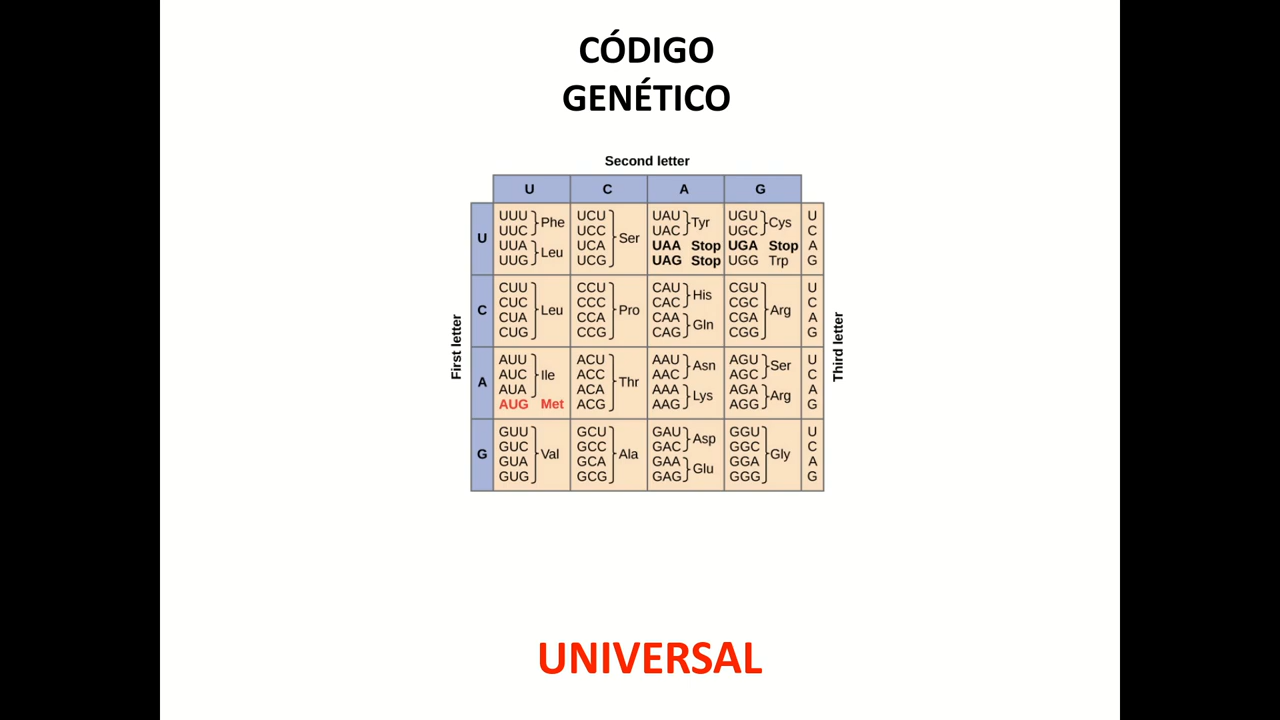 CÓDIGO
GENÉTICO
Second letter
U C A G
First letter
U
UUU UUC Phe
UUA UUG Leu
UCU UCC UCA UCG Ser
UAU UAC Tyr
UAA Stop
UAG Stop
UGU UGC Cys
UGA Stop
UGG Trp
U C A G
C
CUU CUC CUA CUG Leu
CCU CCC CCA CCG Pro
CAU CAC His
CAA CAG Gln
CGU CGC CGA CGG Arg
U C A G
A
AUU AUC AUA Ile
AUG Met
ACU ACC ACA ACG Thr
AAU AAC Asn
AAA AAG Lys
AGU AGC Ser
AGA AGG Arg
U C A G
G
GUU GUC GUA GUG Val
GCU GCC GCA GCG Ala
GAU GAC Asp
GAA GAG Glu
GGU GGC GGA GGG Gly
U C A G
Third letter
UNIVERSAL